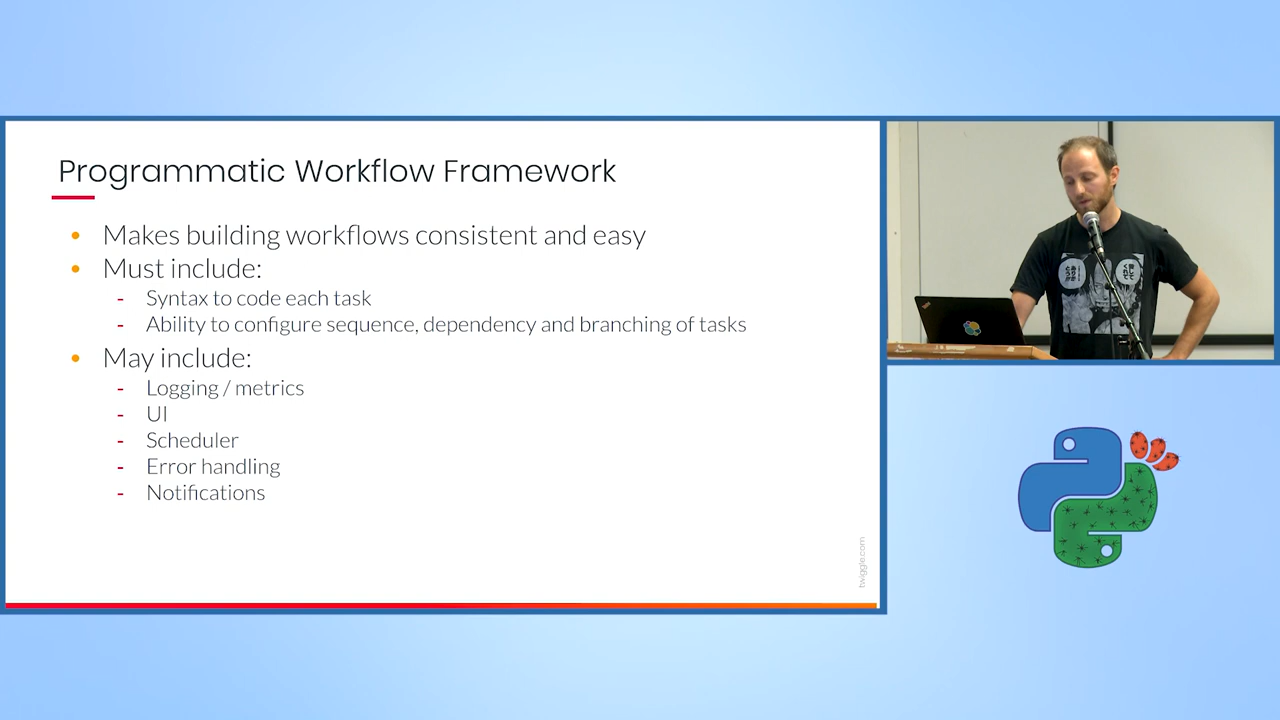 Programmatic Workflow Framework
• Makes building workflows consistent and easy
• Must include:
- Syntax to code each task
- Ability to configure sequence, dependency and branching of tasks
• May include:
- Logging / metrics
- UI
- Scheduler
- Error handling
- Notifications
twiggle.com